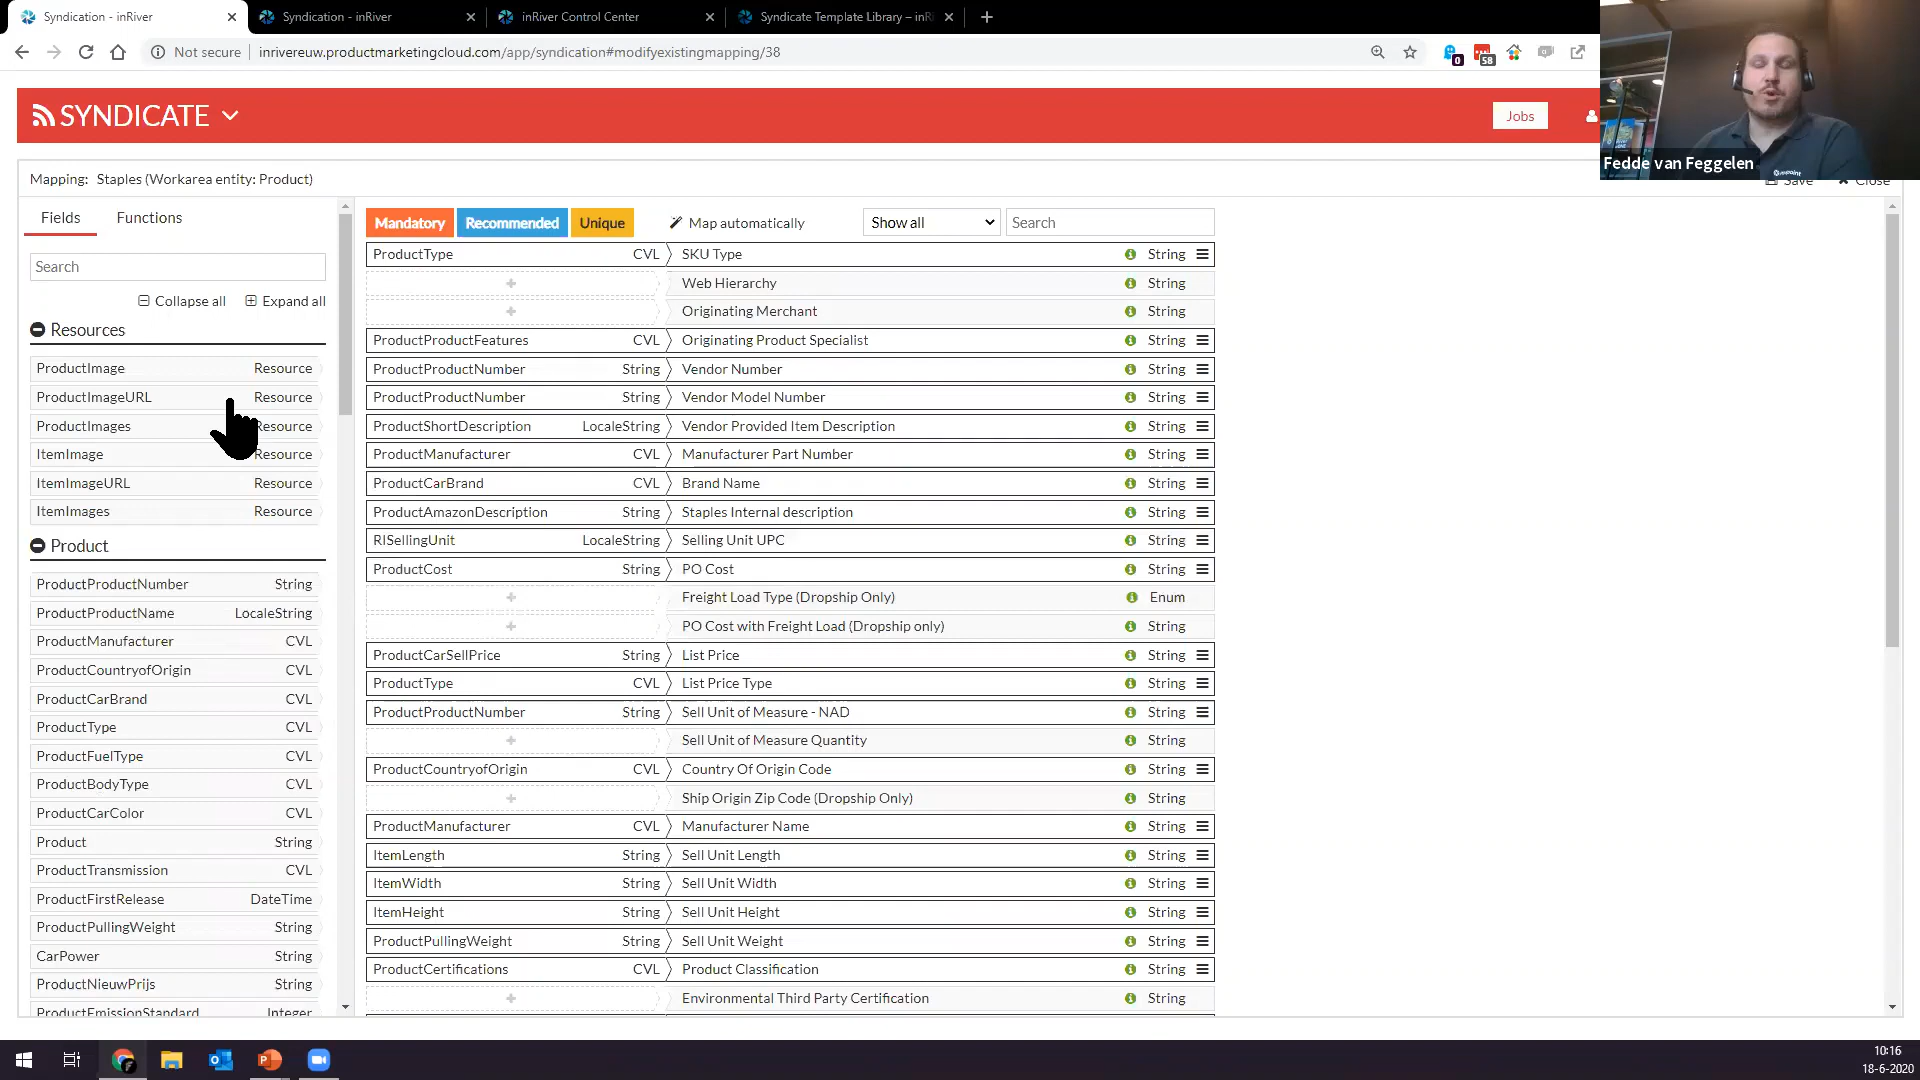 Syndication - inRiver
Syndication - inRiver
inRiver Control Center
Syndicate Template Library – inRi
Not secure
inrivereuw.productmarketingcloud.com/app/syndication#modifyexistingmapping/38
0
58
SYNDICATE
Jobs
Fedde van Feggelen
Mapping: Staples (Workarea entity: Product)
Save
Close
Fields
Functions
Search
Collapse all
Expand all
Resources
ProductImage Resource
ProductImageURL Resource
ProductImages Resource
ItemImage Resource
ItemImageURL Resource
ItemImages Resource
Product
ProductProductNumber String
ProductProductName LocaleString
ProductManufacturer CVL
ProductCountryofOrigin CVL
ProductCarBrand CVL
ProductType CVL
ProductFuelType CVL
ProductBodyType CVL
ProductCarColor CVL
Product String
ProductTransmission CVL
ProductFirstRelease DateTime
ProductPullingWeight String
CarPower String
ProductNieuwPrijs String
ProductEmissionStandard Integer
Mandatory Recommended Unique Map automatically Show all Search
ProductType CVL SKU Type String
+ Web Hierarchy String
+ Originating Merchant String
ProductProductFeatures CVL Originating Product Specialist String
ProductProductNumber String Vendor Number String
ProductProductNumber String Vendor Model Number String
ProductShortDescription LocaleString Vendor Provided Item Description String
ProductManufacturer CVL Manufacturer Part Number String
ProductCarBrand CVL Brand Name String
ProductAmazonDescription String Staples Internal description String
RISellingUnit LocaleString Selling Unit UPC String
ProductCost String PO Cost String
+ Freight Load Type (Dropship Only) Enum
+ PO Cost with Freight Load (Dropship only) String
ProductCarSellPrice String List Price String
ProductType CVL List Price Type String
ProductProductNumber String Sell Unit of Measure - NAD String
+ Sell Unit of Measure Quantity String
ProductCountryofOrigin CVL Country Of Origin Code String
+ Ship Origin Zip Code (Dropship Only) String
ProductManufacturer CVL Manufacturer Name String
ItemLength String Sell Unit Length String
ItemWidth String Sell Unit Width String
ItemHeight String Sell Unit Height String
ProductPullingWeight String Sell Unit Weight String
ProductCertifications CVL Product Classification String
+ Environmental Third Party Certification String
10:16
18-6-2020